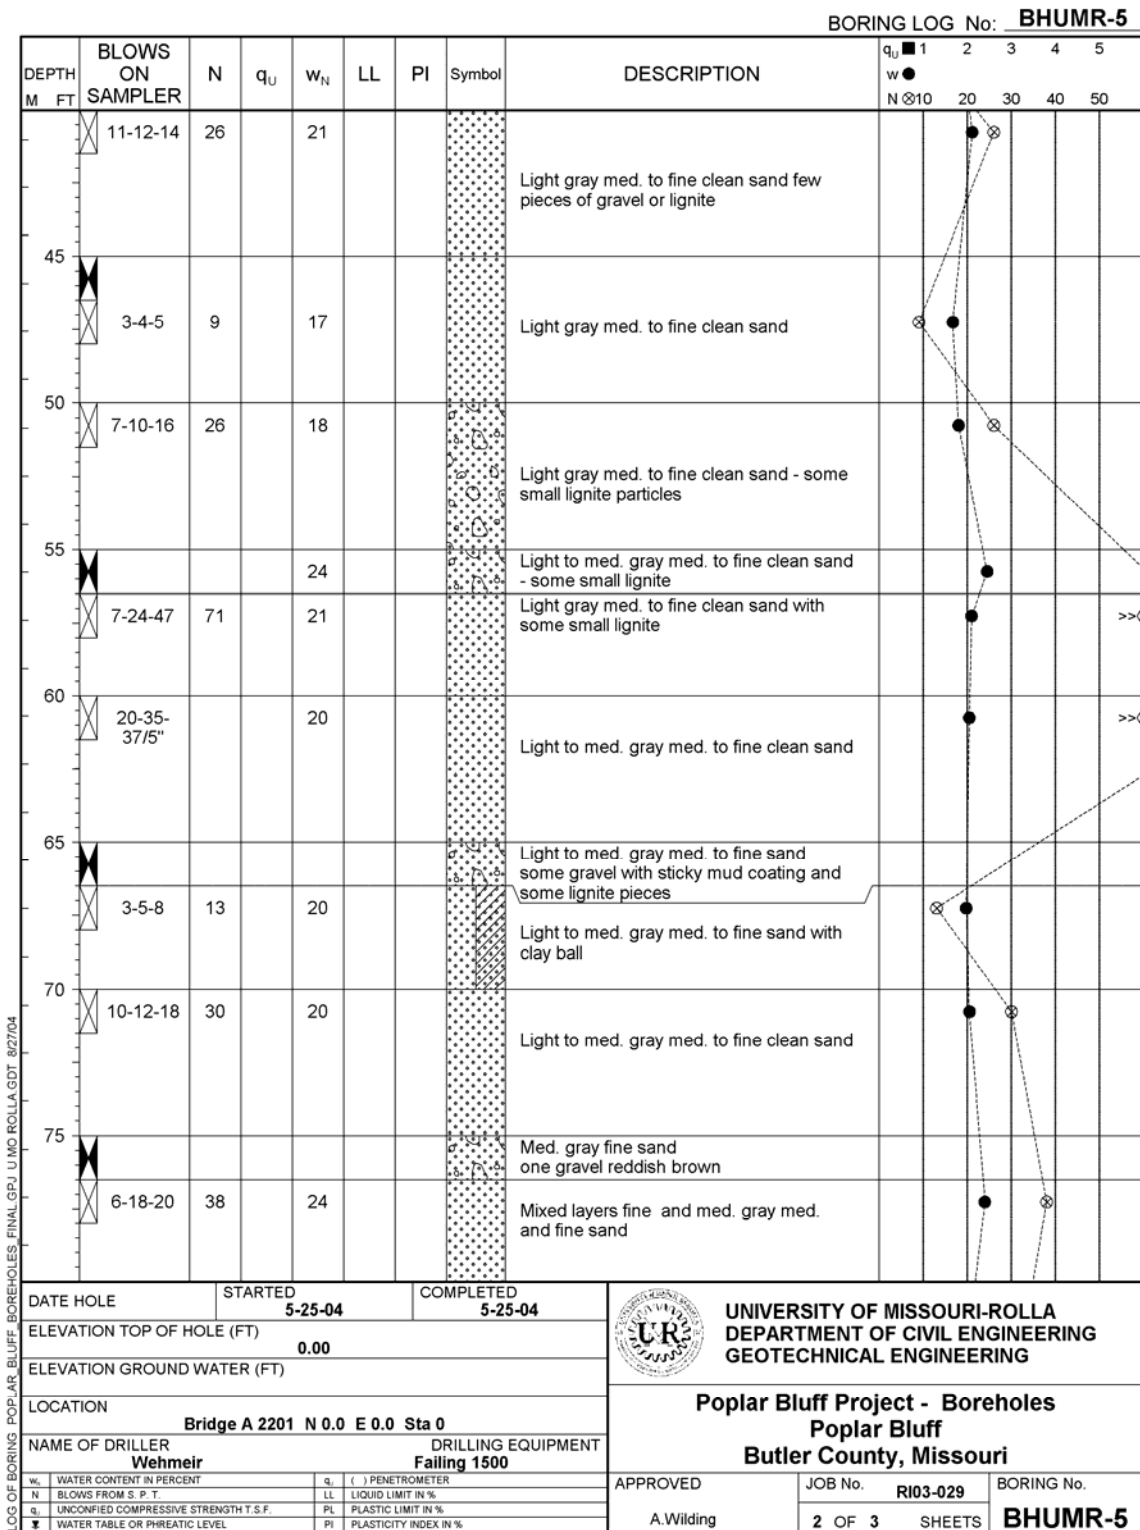 BORING LOG No: BHUMR-5
DEPTH
M FT
BLOWS
ON
SAMPLER
N
qU
wN
LL
PI
Symbol
DESCRIPTION
qU ■ 1 2 3 4 5
w ●
N ⊗ 10 20 30 40 50
11-12-14 26 21
Light gray med. to fine clean sand few
pieces of gravel or lignite
45
3-4-5 9 17
Light gray med. to fine clean sand
50
7-10-16 26 18
Light gray med. to fine clean sand - some
small lignite particles
55
24
Light to med. gray med. to fine clean sand
- some small lignite
7-24-47 71 21
Light gray med. to fine clean sand with
some small lignite
>>
60
20-35-
37/5"
20
>>
Light to med. gray med. to fine clean sand
65
Light to med. gray med. to fine sand
some gravel with sticky mud coating and
some lignite pieces
3-5-8 13 20
Light to med. gray med. to fine sand with
clay ball
70
10-12-18 30 20
Light to med. gray med. to fine clean sand
75
Med. gray fine sand
one gravel reddish brown
6-18-20 38 24
Mixed layers fine and med. gray med.
and fine sand
LOG OF BORING POPLAR_BLUFF_BOREHOLES_FINAL.GPJ U MO ROLLA.GDT 8/27/04
DATE HOLE
STARTED
5-25-04
COMPLETED
5-25-04
ELEVATION TOP OF HOLE (FT)
0.00
ELEVATION GROUND WATER (FT)
LOCATION
Bridge A 2201 N 0.0 E 0.0 Sta 0
NAME OF DRILLER
Wehmeir
DRILLING EQUIPMENT
Failing 1500
wN WATER CONTENT IN PERCENT
N BLOWS FROM S. P. T.
qU UNCONFIED COMPRESSIVE STRENGTH T.S.F.
WATER TABLE OR PHREATIC LEVEL
qU ( ) PENETROMETER
LL LIQUID LIMIT IN %
PL PLASTIC LIMIT IN %
PI PLASTICITY INDEX IN %
UR
UNIVERSITY OF MISSOURI-ROLLA
DEPARTMENT OF CIVIL ENGINEERING
GEOTECHNICAL ENGINEERING
Poplar Bluff Project - Boreholes
Poplar Bluff
Butler County, Missouri
APPROVED
A.Wilding
JOB No. RI03-029
2 OF 3 SHEETS
BORING No.
BHUMR-5